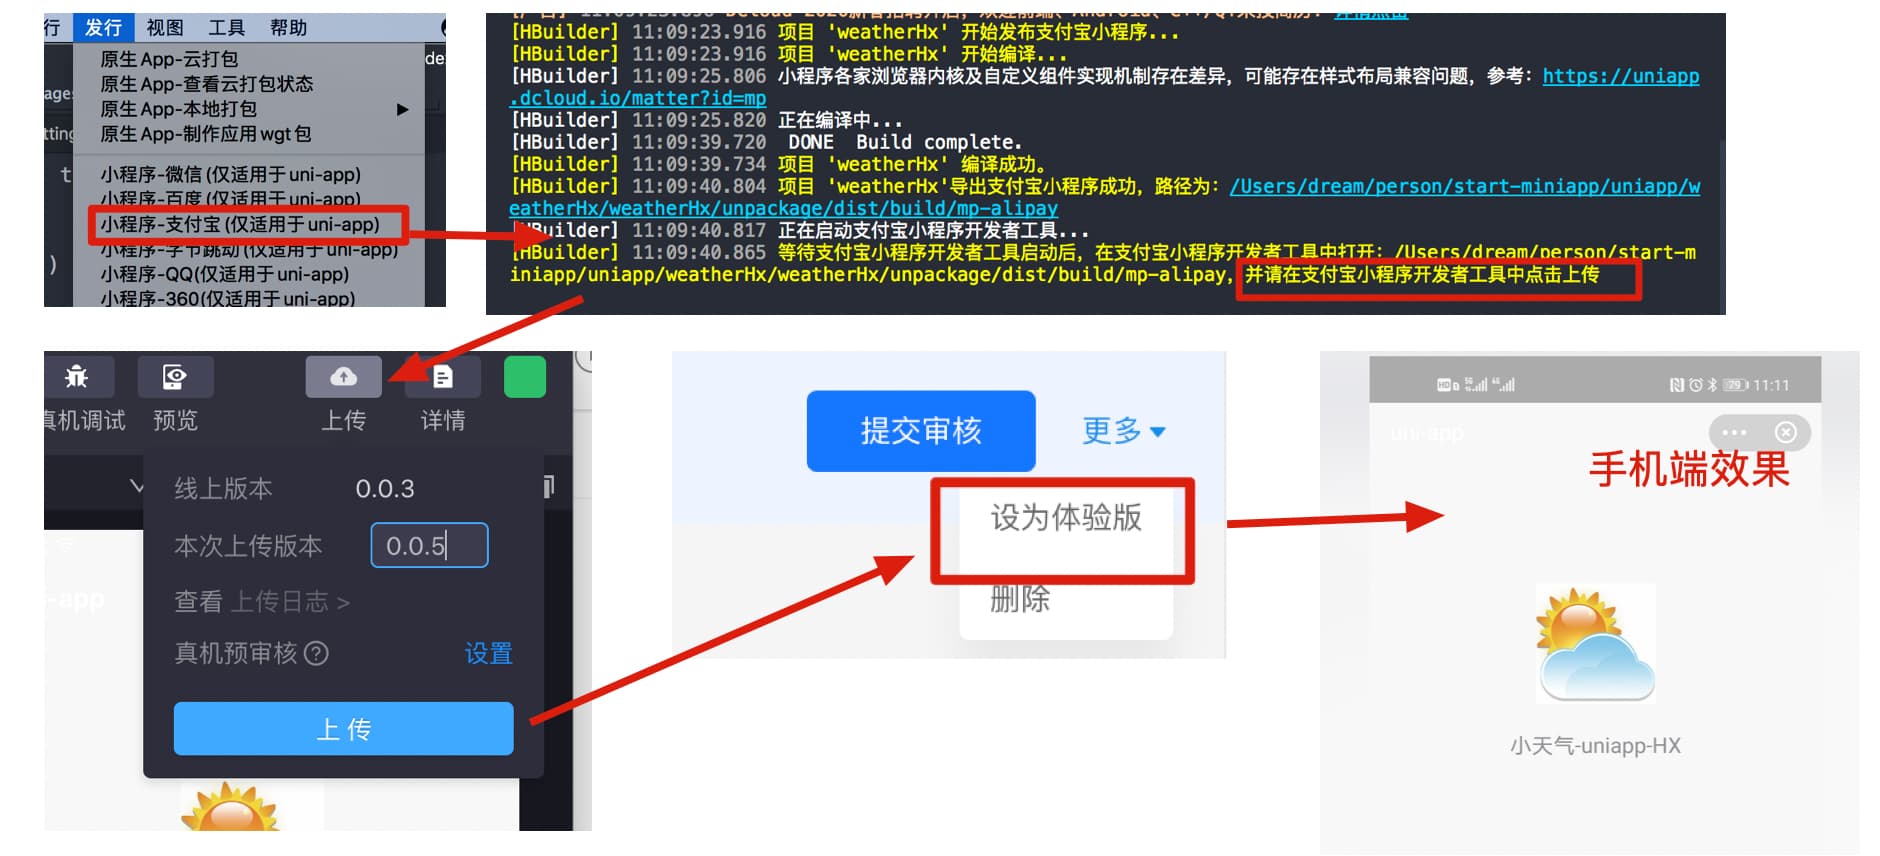 行 发行 视图 工具 帮助
原生App-云打包
原生App-查看云打包状态
原生App-本地打包
原生App-制作应用wgt包
小程序-微信(仅适用于uni-app)
小程序-百度(仅适用于uni-app)
小程序-支付宝(仅适用于uni-app)
小程序-字节跳动(仅适用于uni-app)
小程序-QQ(仅适用于uni-app)
小程序-360(仅适用于uni-app)
de
ages
tting
t
)
[HBuilder] 11:09:23.916 项目 'weatherHx' 开始发布支付宝小程序...
[HBuilder] 11:09:23.916 项目 'weatherHx' 开始编译...
[HBuilder] 11:09:25.806 小程序各家浏览器内核及自定义组件实现机制存在差异，可能存在样式布局兼容问题，参考：https://uniapp
.dcloud.io/matter?id=mp
[HBuilder] 11:09:25.820 正在编译中...
[HBuilder] 11:09:39.720 DONE Build complete.
[HBuilder] 11:09:39.734 项目 'weatherHx' 编译成功。
[HBuilder] 11:09:40.804 项目 'weatherHx'导出支付宝小程序成功，路径为：/Users/dream/person/start-miniapp/uniapp/w
eatherHx/weatherHx/unpackage/dist/build/mp-alipay
[HBuilder] 11:09:40.817 正在启动支付宝小程序开发者工具...
[HBuilder] 11:09:40.865 等待支付宝小程序开发者工具启动后，在支付宝小程序开发者工具中打开：/Users/dream/person/start-m
iniapp/uniapp/weatherHx/weatherHx/unpackage/dist/build/mp-alipay，并请在支付宝小程序开发者工具中点击上传
真机调试 预览 上传 详情
线上版本 0.0.3
本次上传版本 0.0.5
查看 上传日志 >
真机预审核 ? 设置
上 传
-app
提交审核 更多
设为体验版
删除
HD 5G 4G 79 11:11
uni-app
手机端效果
小天气-uniapp-HX